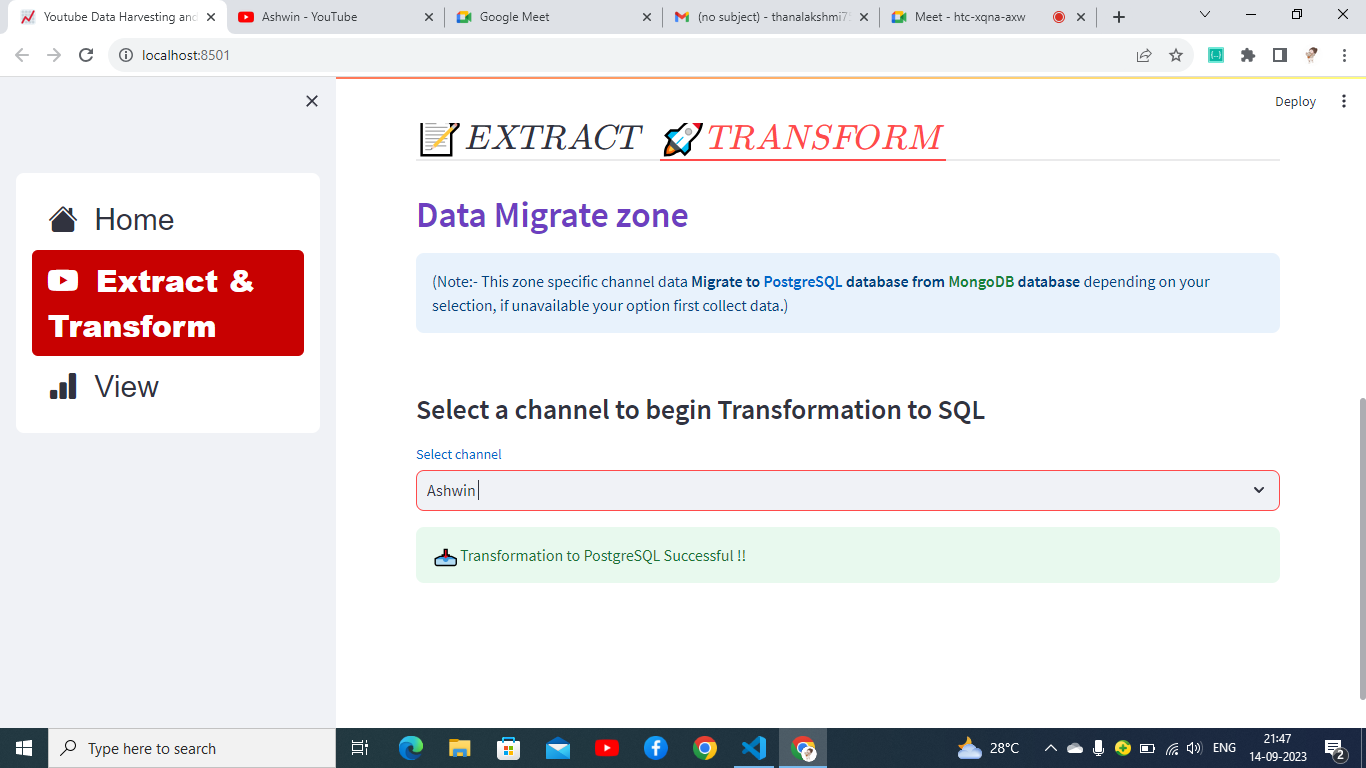 Youtube Data Harvesting and
Ashwin - YouTube
Google Meet
(no subject) - thanalakshmi75
Meet - htc-xqna-axw
localhost:8501
Deploy
Home
Extract &
Transform
View
EXTRACT
TRANSFORM
Data Migrate zone
(Note:- This zone specific channel data Migrate to PostgreSQL database from MongoDB database depending on your
selection, if unavailable your option first collect data.)
Select a channel to begin Transformation to SQL
Select channel
Ashwin
Transformation to PostgreSQL Successful !!
Type here to search
28°C
ENG
21:47
14-09-2023
2